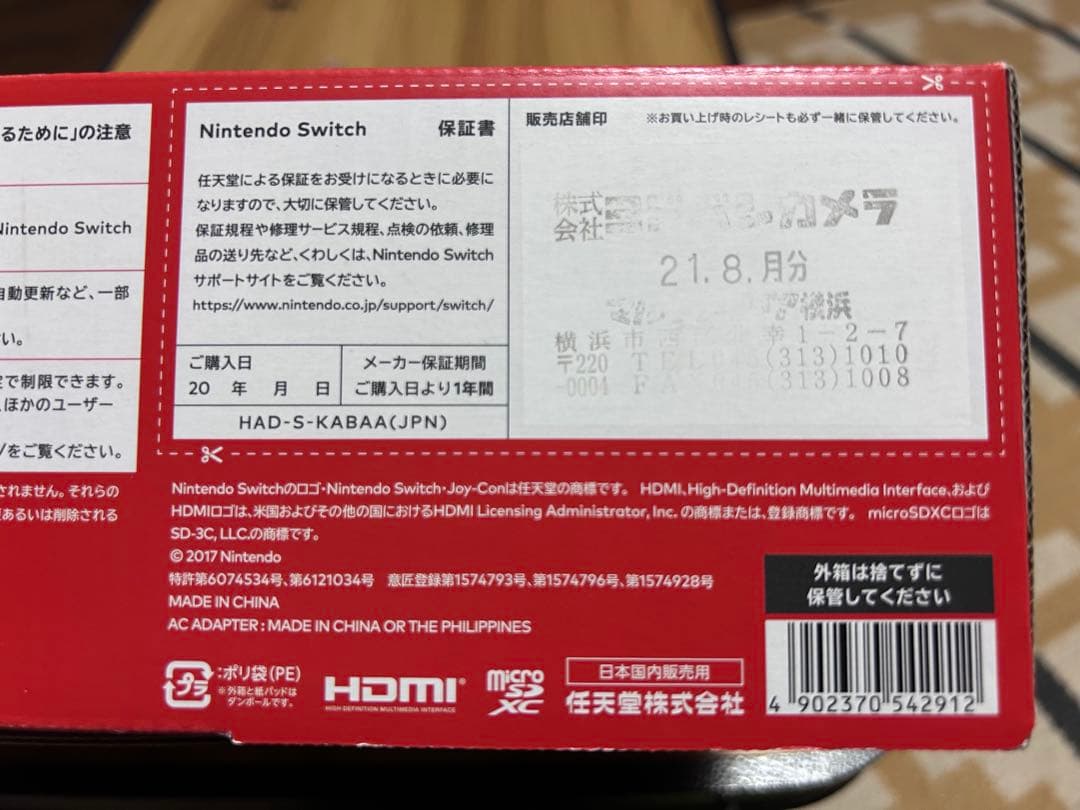 るために」の注意
Nintendo Switch
自動更新など、一部
い。
で制限できます。
ほかのユーザー
をご覧ください。
されません。それらの
あるいは削除される
Nintendo Switch 保証書
任天堂による保証をお受けになるときに必要に
なりますので、大切に保管してください。
保証規程や修理サービス規程、点検の依頼、修理
品の送り先など、くわしくは、Nintendo Switch
サポートサイトをご覧ください。
https://www.nintendo.co.jp/support/switch/
ご購入日
20 年 月 日
メーカー保証期間
ご購入日より1年間
HAD-S-KABAA(JPN)
販売店舗印 ※お買い上げ時のレシートも必ず一緒に保管してください。
株式会社 カメラ
21.8.月分
横浜
横浜市西 幸1-2-7
〒220 TEL (313)1010
-0004 FA (313)1008
Nintendo Switchのロゴ・Nintendo Switch・Joy-Conは任天堂の商標です。 HDMI、High-Definition Multimedia Interface、および
HDMIロゴは、米国およびその他の国におけるHDMI Licensing Administrator, Inc. の商標または、登録商標です。 microSDXCロゴは
SD-3C, LLC.の商標です。
© 2017 Nintendo
特許第6074534号、第6121034号 意匠登録第1574793号、第1574796号、第1574928号
MADE IN CHINA
AC ADAPTER : MADE IN CHINA OR THE PHILIPPINES
プラ
:ポリ袋(PE)
※外箱と紙パッドは
ダンボールです。
HDMI
HIGH-DEFINITION MULTIMEDIA INTERFACE
micro
SD
XC
日本国内販売用
任天堂株式会社
外箱は捨てずに
保管してください
4 902370 542912